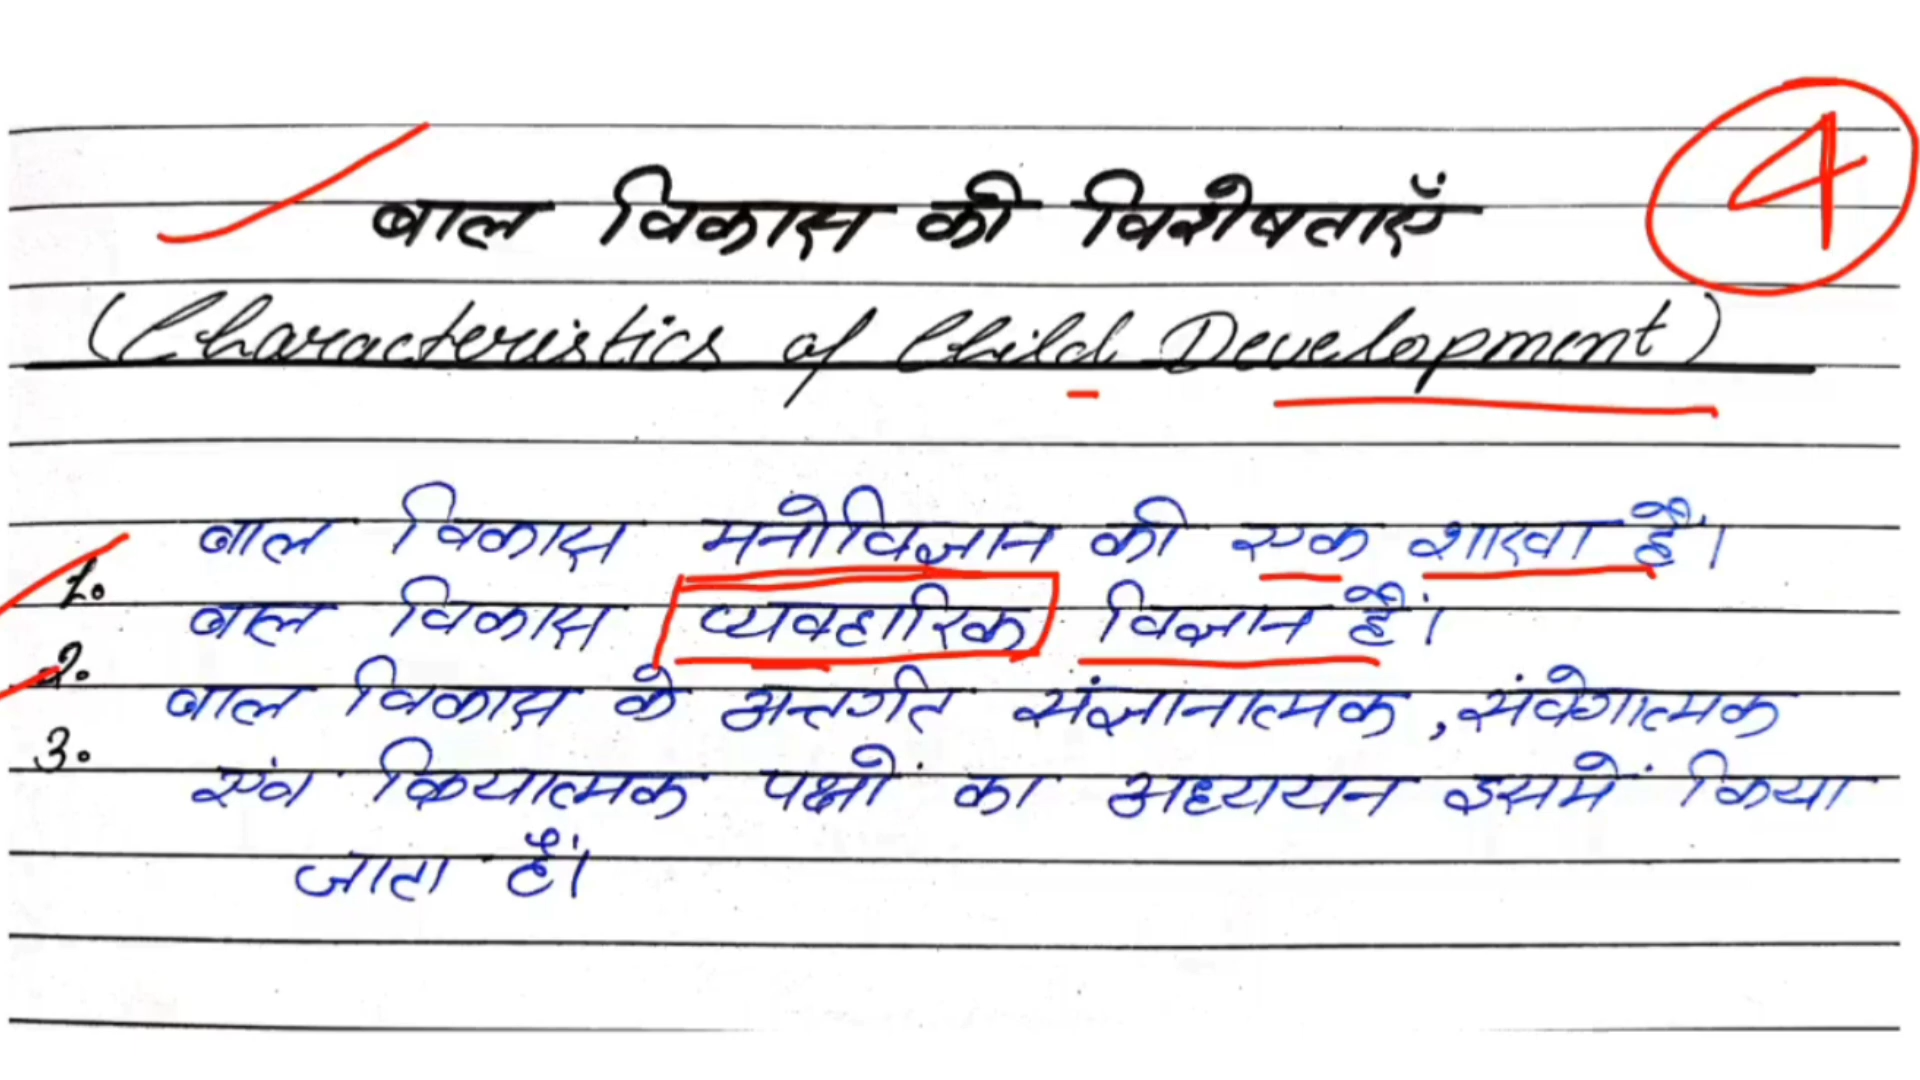 4
बाल विकास की विशेषताएँ
(Characteristics of Child Development)
बाल विकास मनोविज्ञान की एक शाखा है।
1.
बाल विकास व्यवहारिक विज्ञान है।
2.
बाल विकास के अन्तर्गत संज्ञानात्मक, संवेगात्मक
3.
एंव क्रियात्मक पक्षों का अध्ययन इसमें किया
जाता है।